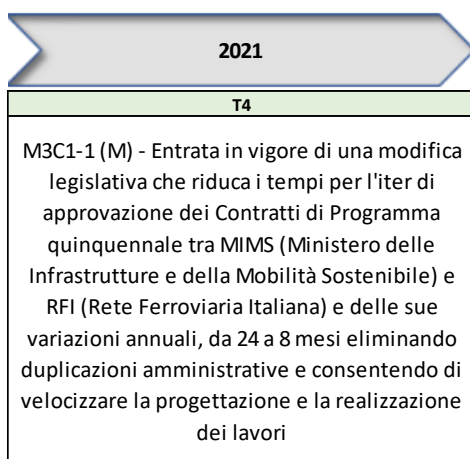 2021
T4
M3C1-1 (M) - Entrata in vigore di una modifica
legislativa che riduca i tempi per l'iter di
approvazione dei Contratti di Programma
quinquennale tra MIMS (Ministero delle
Infrastrutture e della Mobilità Sostenibile) e
RFI (Rete Ferroviaria Italiana) e delle sue
variazioni annuali, da 24 a 8 mesi eliminando
duplicazioni amministrative e consentendo di
velocizzare la progettazione e la realizzazione
dei lavori